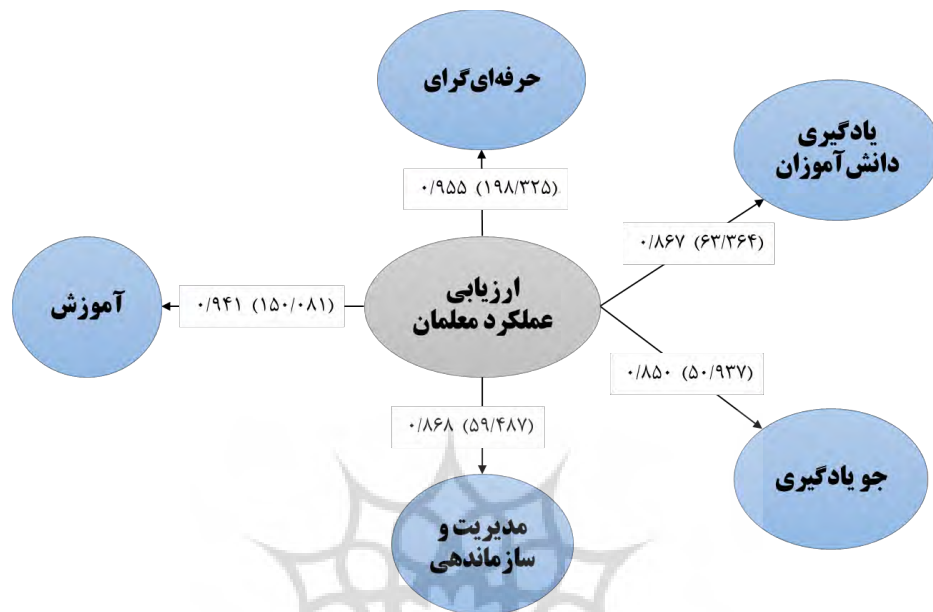 حرفه‌ای‌گرای
یادگیری
دانش‌آموزان
۰/۹۵۵ (۱۹۸/۳۲۵)
۰/۸۶۷ (۶۳/۳۶۴)
ارزیابی
عملکرد معلمان
آموزش
۰/۹۴۱ (۱۵۰/۰۸۱)
۰/۸۵۰ (۵۰/۹۳۷)
۰/۸۶۸ (۵۹/۴۸۷)
جو یادگیری
مدیریت و
سازماندهی